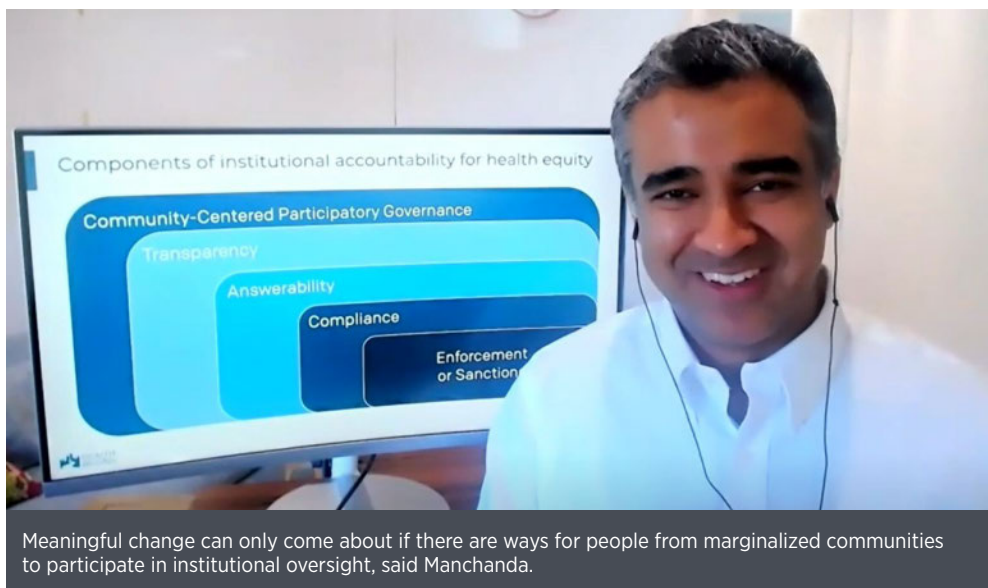 Components of institutional accountability for health equity
Community-Centered Participatory Governance
Transparency
Answerability
Compliance
Enforcement
or Sanctions
Meaningful change can only come about if there are ways for people from marginalized communities
to participate in institutional oversight, said Manchanda.